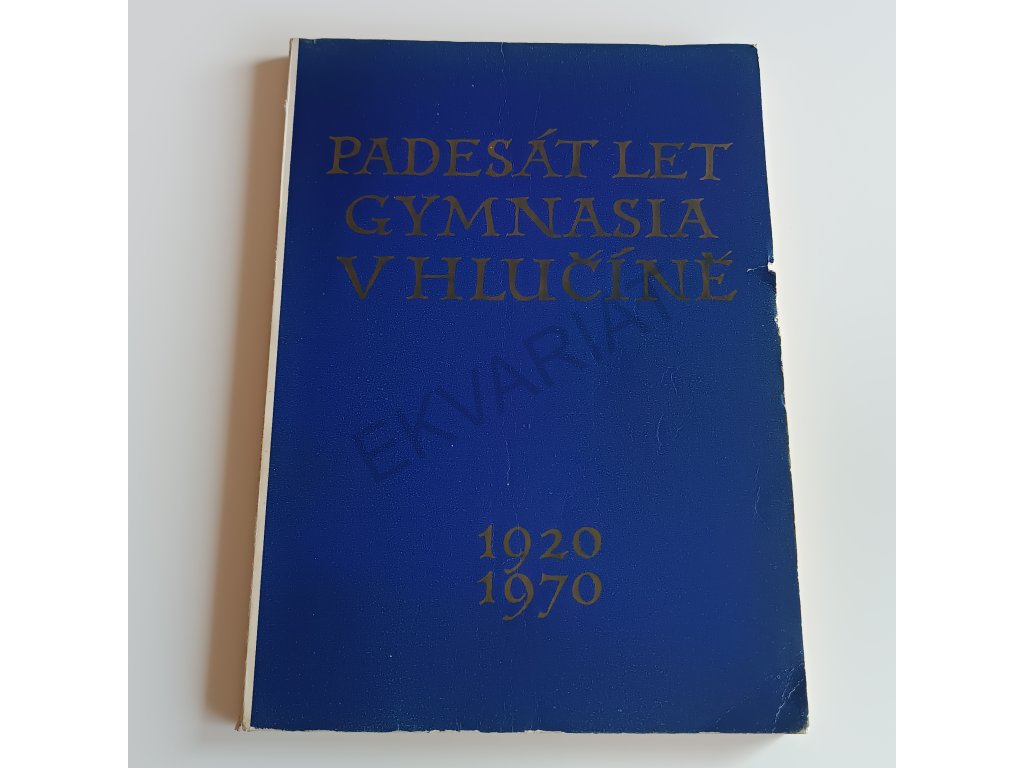 PADESÁT LET
GYMNASIA
V HLUČÍNĚ
EKVARIAT
1920
1970